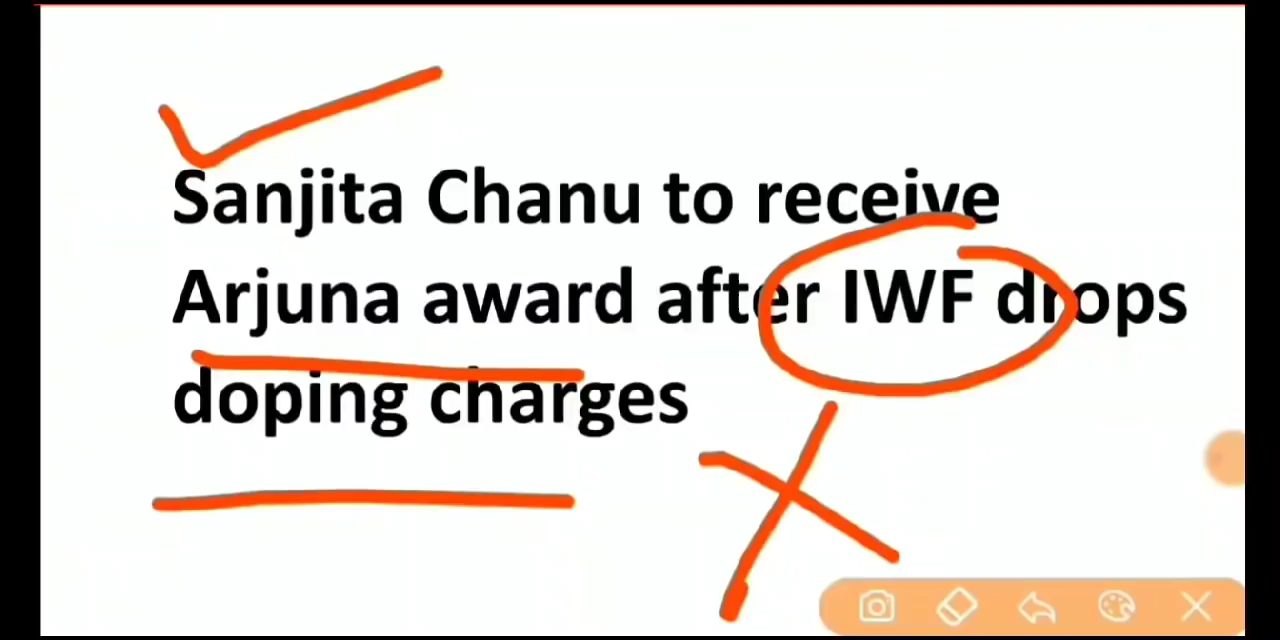 Sanjita Chanu to receive
Arjuna award after IWF drops
doping charges